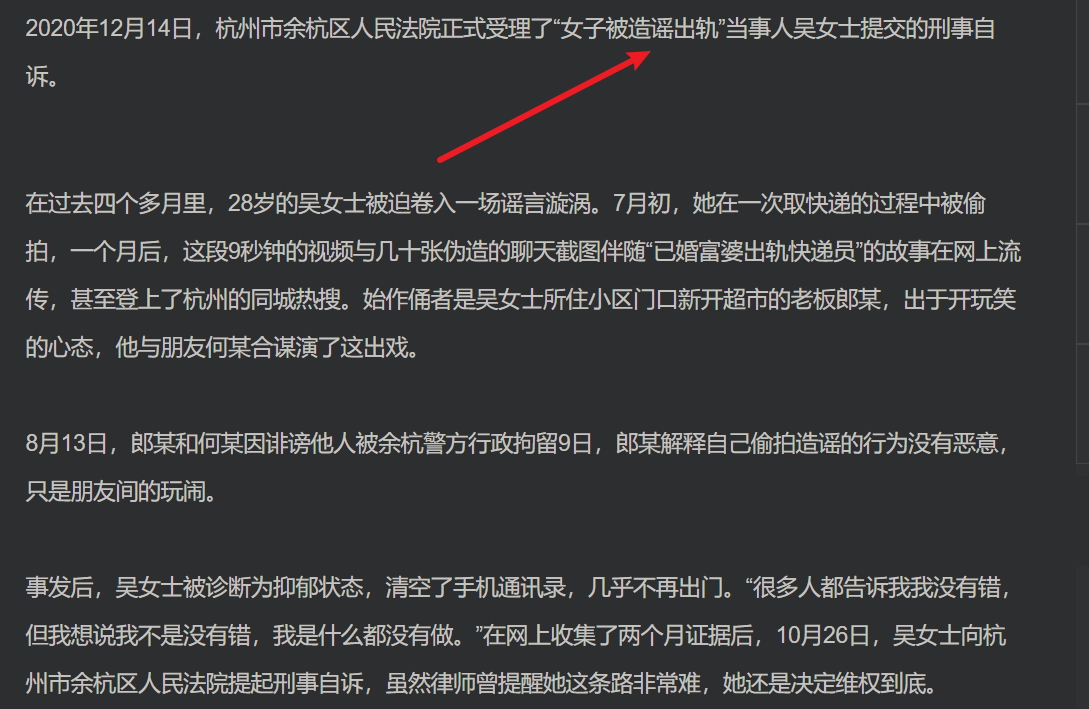 2020年12月14日，杭州市余杭区人民法院正式受理了“女子被造谣出轨”当事人吴女士提交的刑事自
诉。
在过去四个多月里，28岁的吴女士被迫卷入一场谣言漩涡。7月初，她在一次取快递的过程中被偷
拍，一个月后，这段9秒钟的视频与几十张伪造的聊天截图伴随“已婚富婆出轨快递员”的故事在网上流
传，甚至登上了杭州的同城热搜。始作俑者是吴女士所住小区门口新开超市的老板郎某，出于开玩笑
的心态，他与朋友何某合谋演了这出戏。
8月13日，郎某和何某因诽谤他人被余杭警方行政拘留9日，郎某解释自己偷拍造谣的行为没有恶意，
只是朋友间的玩闹。
事发后，吴女士被诊断为抑郁状态，清空了手机通讯录，几乎不再出门。“很多人都告诉我我没有错，
但我想说我不是没有错，我是什么都没有做。”在网上收集了两个月证据后，10月26日，吴女士向杭
州市余杭区人民法院提起刑事自诉，虽然律师曾提醒她这条路非常难，她还是决定维权到底。